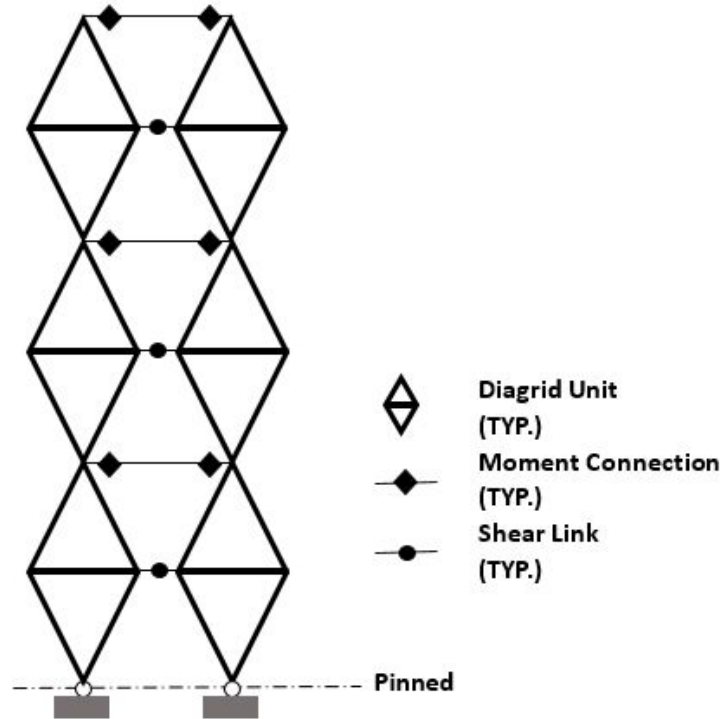 Diagrid Unit
(TYP.)
Moment Connection
(TYP.)
Shear Link
(TYP.)
Pinned